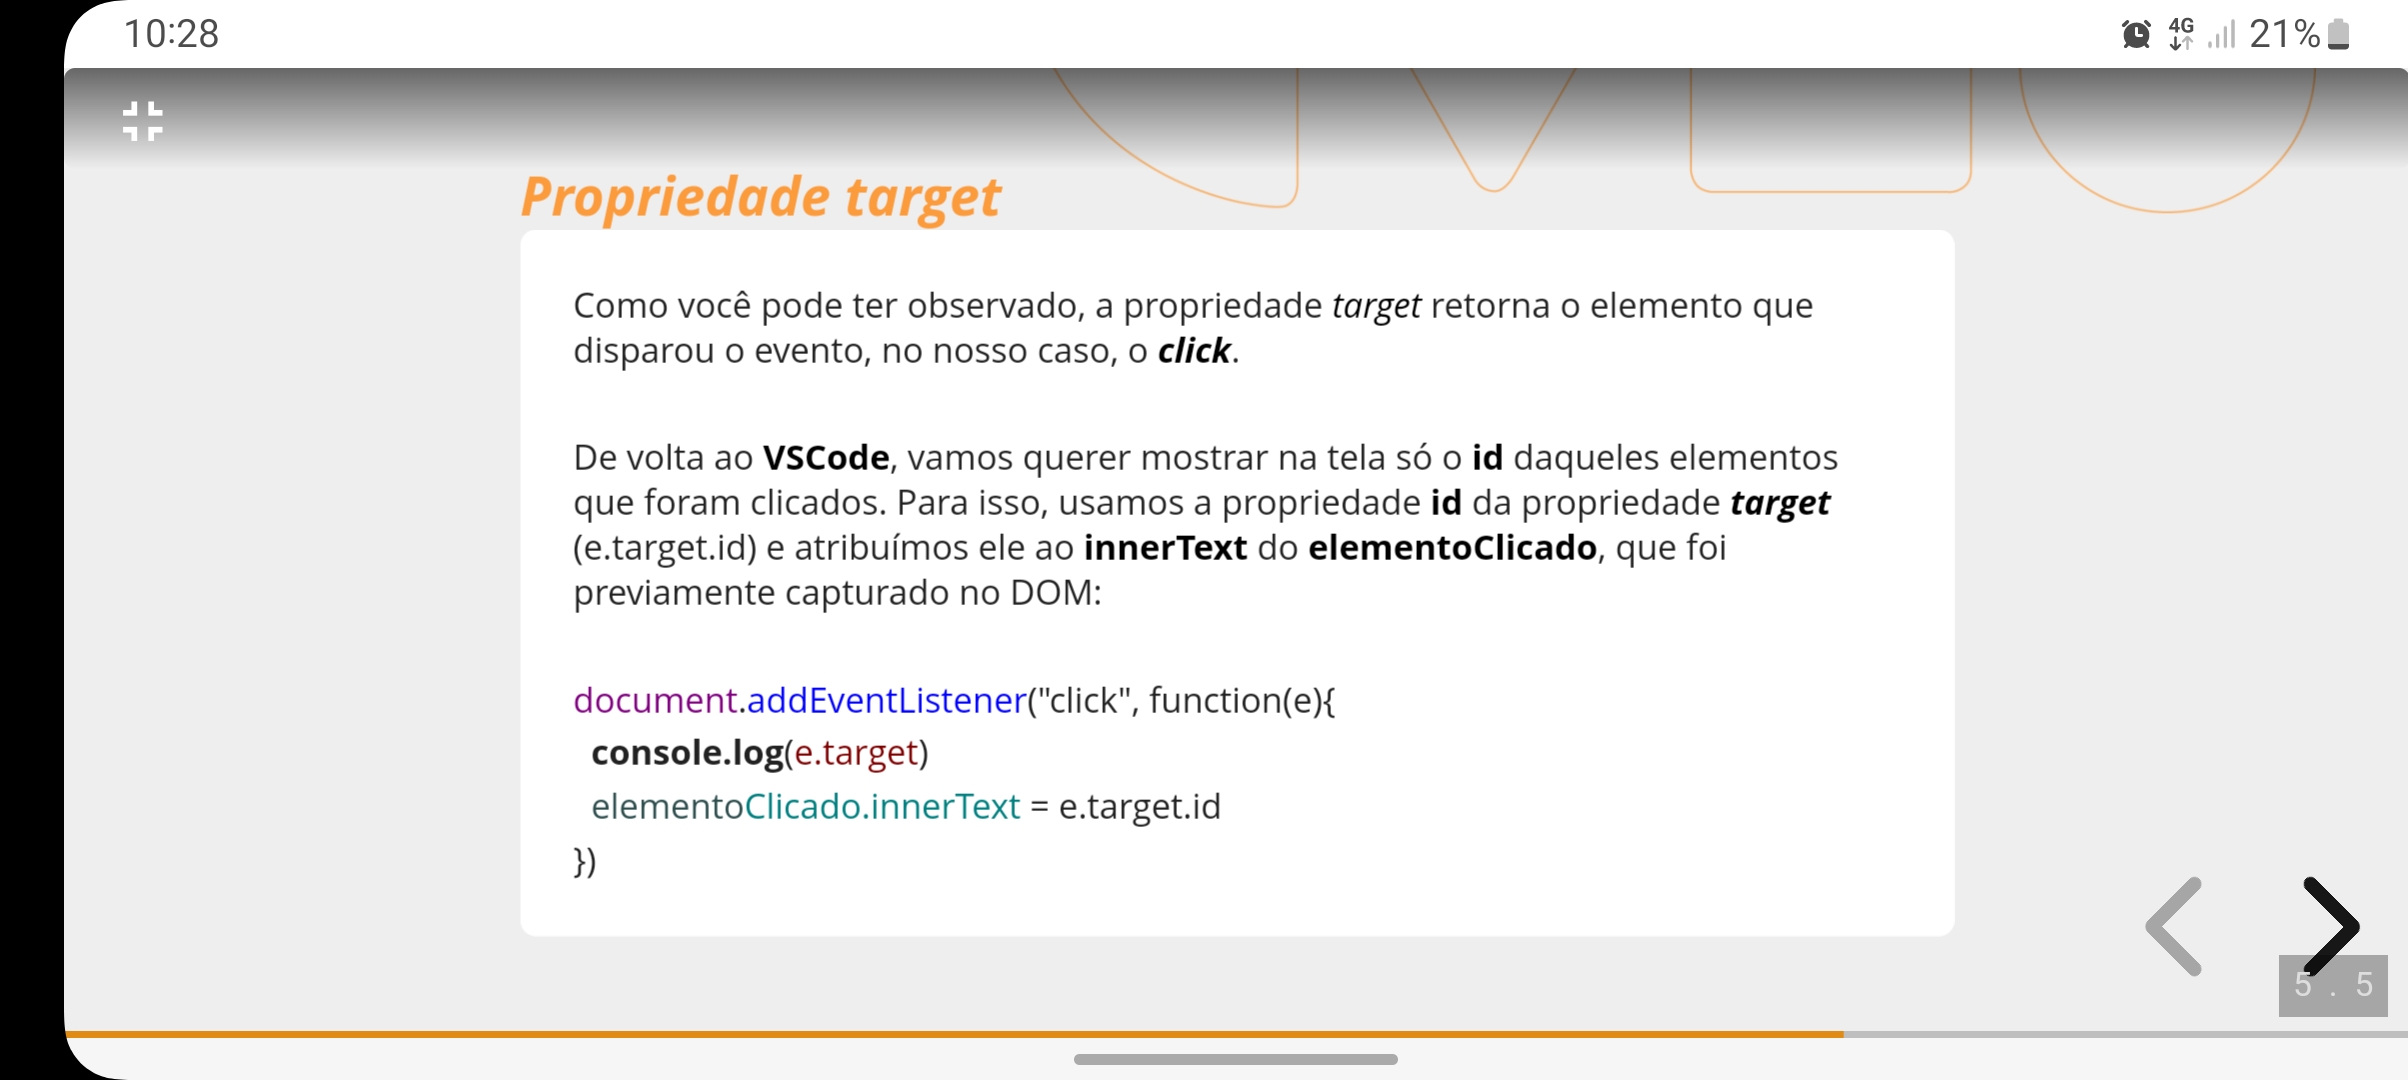 10:28
4G 21%
Propriedade target
Como você pode ter observado, a propriedade target retorna o elemento que
disparou o evento, no nosso caso, o click.
De volta ao VSCode, vamos querer mostrar na tela só o id daqueles elementos
que foram clicados. Para isso, usamos a propriedade id da propriedade target
(e.target.id) e atribuímos ele ao innerText do elementoClicado, que foi
previamente capturado no DOM:
document.addEventListener("click", function(e){
console.log(e.target)
elementoClicado.innerText = e.target.id
})
5 . 5